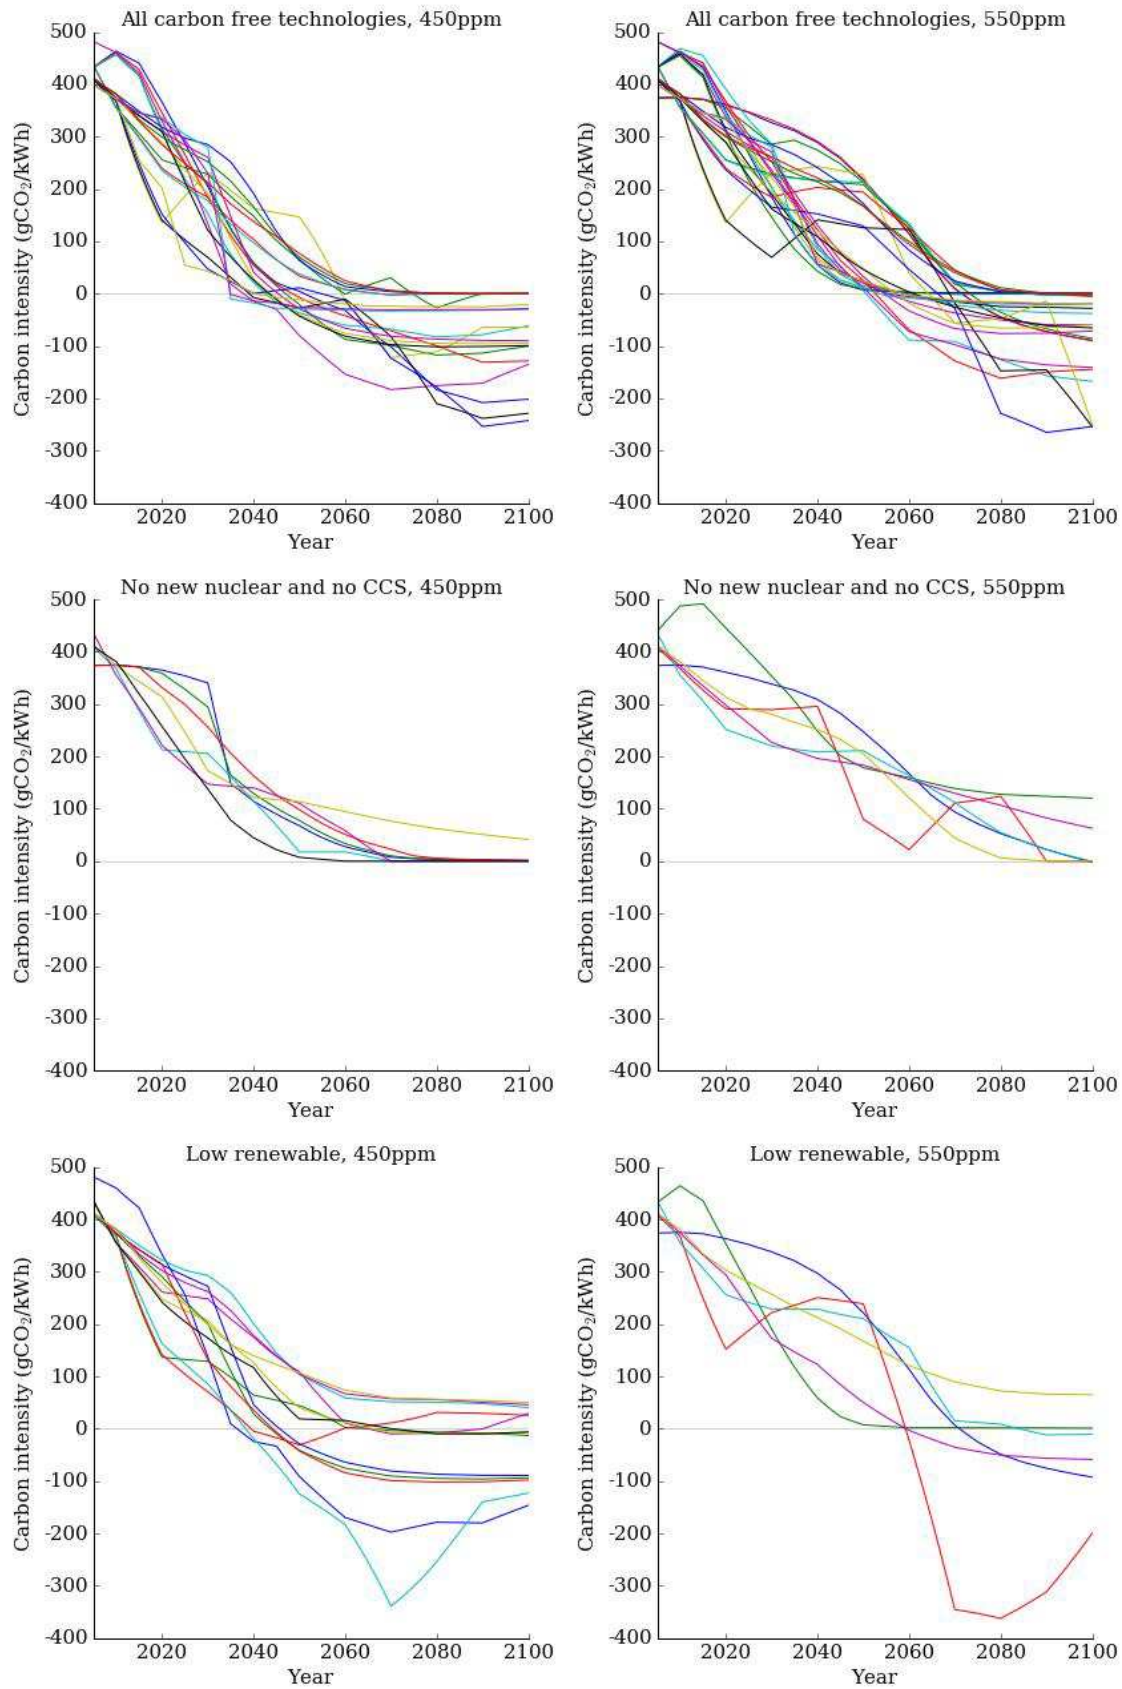 All carbon free technologies, 450ppm
500
400
300
200
100
0
-100
-200
-300
-400
Carbon intensity (gCO2/kWh)
2020 2040 2060 2080 2100
Year
All carbon free technologies, 550ppm
500
400
300
200
100
0
-100
-200
-300
-400
Carbon intensity (gCO2/kWh)
2020 2040 2060 2080 2100
Year
No new nuclear and no CCS, 450ppm
500
400
300
200
100
0
-100
-200
-300
-400
Carbon intensity (gCO2/kWh)
2020 2040 2060 2080 2100
Year
No new nuclear and no CCS, 550ppm
500
400
300
200
100
0
-100
-200
-300
-400
Carbon intensity (gCO2/kWh)
2020 2040 2060 2080 2100
Year
Low renewable, 450ppm
500
400
300
200
100
0
-100
-200
-300
-400
Carbon intensity (gCO2/kWh)
2020 2040 2060 2080 2100
Year
Low renewable, 550ppm
500
400
300
200
100
0
-100
-200
-300
-400
Carbon intensity (gCO2/kWh)
2020 2040 2060 2080 2100
Year